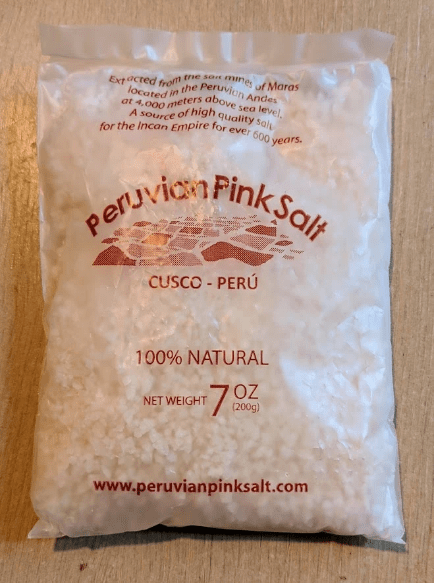 Extracted from the salt mines of Maras
located in the Peruvian Andes
at 4,000 meters above sea level.
A source of high quality salt
for the Incan Empire for ever 600 years.
Peruvian Pink Salt
CUSCO - PERÚ
100% NATURAL
NET WEIGHT 7 OZ
(200g)
www.peruvianpinksalt.com